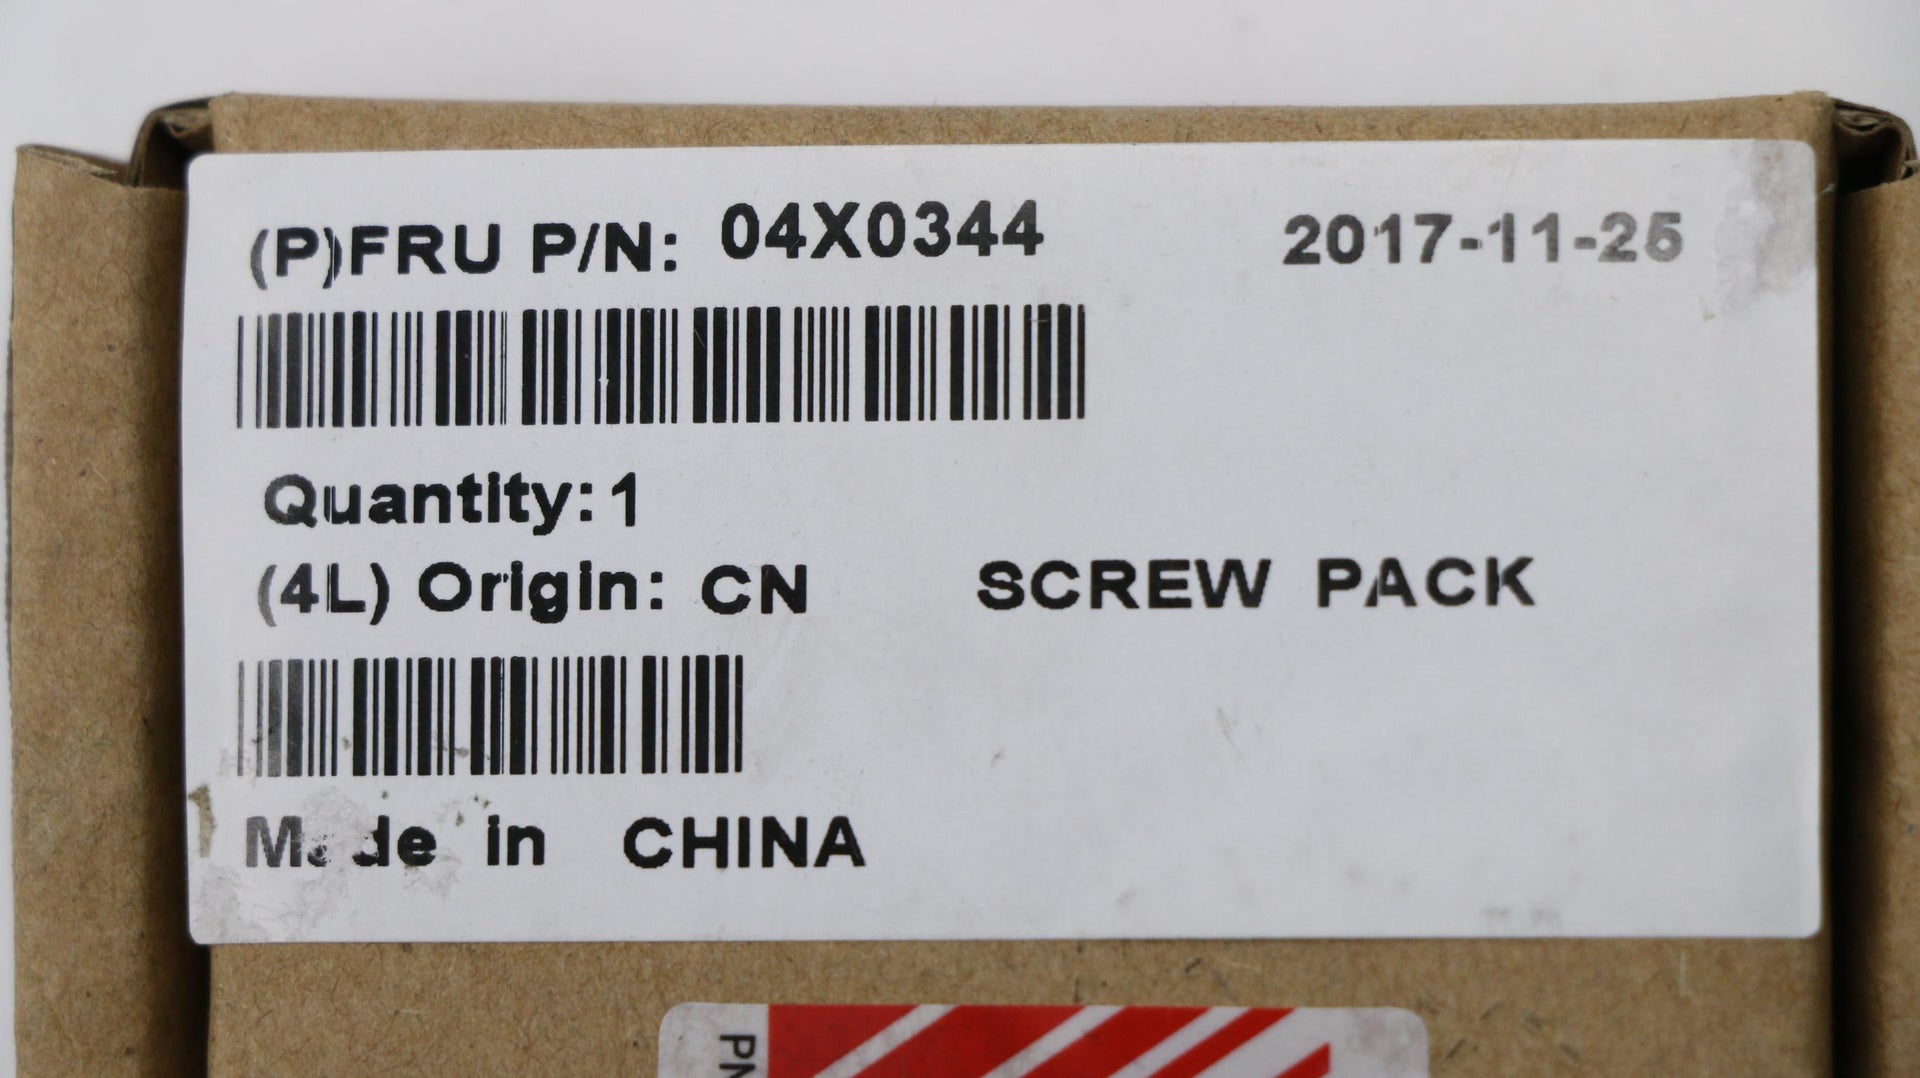 (P)FRU P/N: 04X0344 2017-11-25
Quantity: 1
(4L) Origin: CN SCREW PACK
Made in CHINA